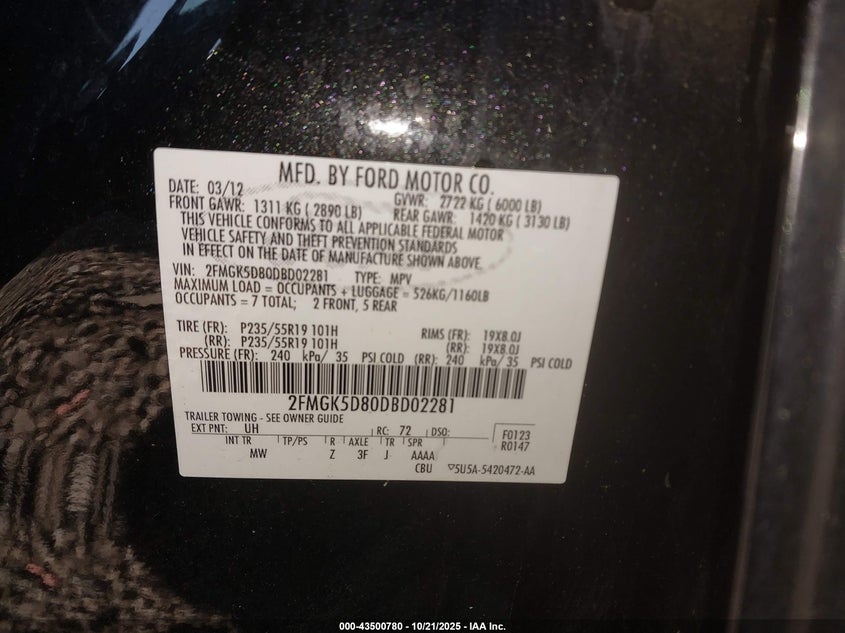 MFD. BY FORD MOTOR CO.
DATE: 03/12 GVWR: 2722 KG ( 6000 LB)
FRONT GAWR: 1311 KG ( 2890 LB) REAR GAWR: 1420 KG ( 3130 LB)
THIS VEHICLE CONFORMS TO ALL APPLICABLE FEDERAL MOTOR
VEHICLE SAFETY AND THEFT PREVENTION STANDARDS
IN EFFECT ON THE DATE OF MANUFACTURE SHOWN ABOVE
VIN: 2FMGK5D80DBD02281 TYPE: MPV
MAXIMUM LOAD = OCCUPANTS + LUGGAGE = 526KG/1160LB
OCCUPANTS = 7 TOTAL; 2 FRONT, 5 REAR
TIRE (FR): P235/55R19 101H RIMS (FR): 19X8.0J
(RR): P235/55R19 101H (RR): 19X8.0J
PRESSURE (FR): 240 kPa/ 35 PSI COLD (RR): 240 kPa/ 35 PSI COLD
2FMGK5D80DBD02281
TRAILER TOWING - SEE OWNER GUIDE
EXT PNT: UH RC: 72 DSO: F0123
INT TR TP/PS R AXLE TR SPR R0147
MW Z 3F J AAAA
CBU ▽5U5A-5420472-AA
000-43500780 - 10/21/2025 - IAA Inc.